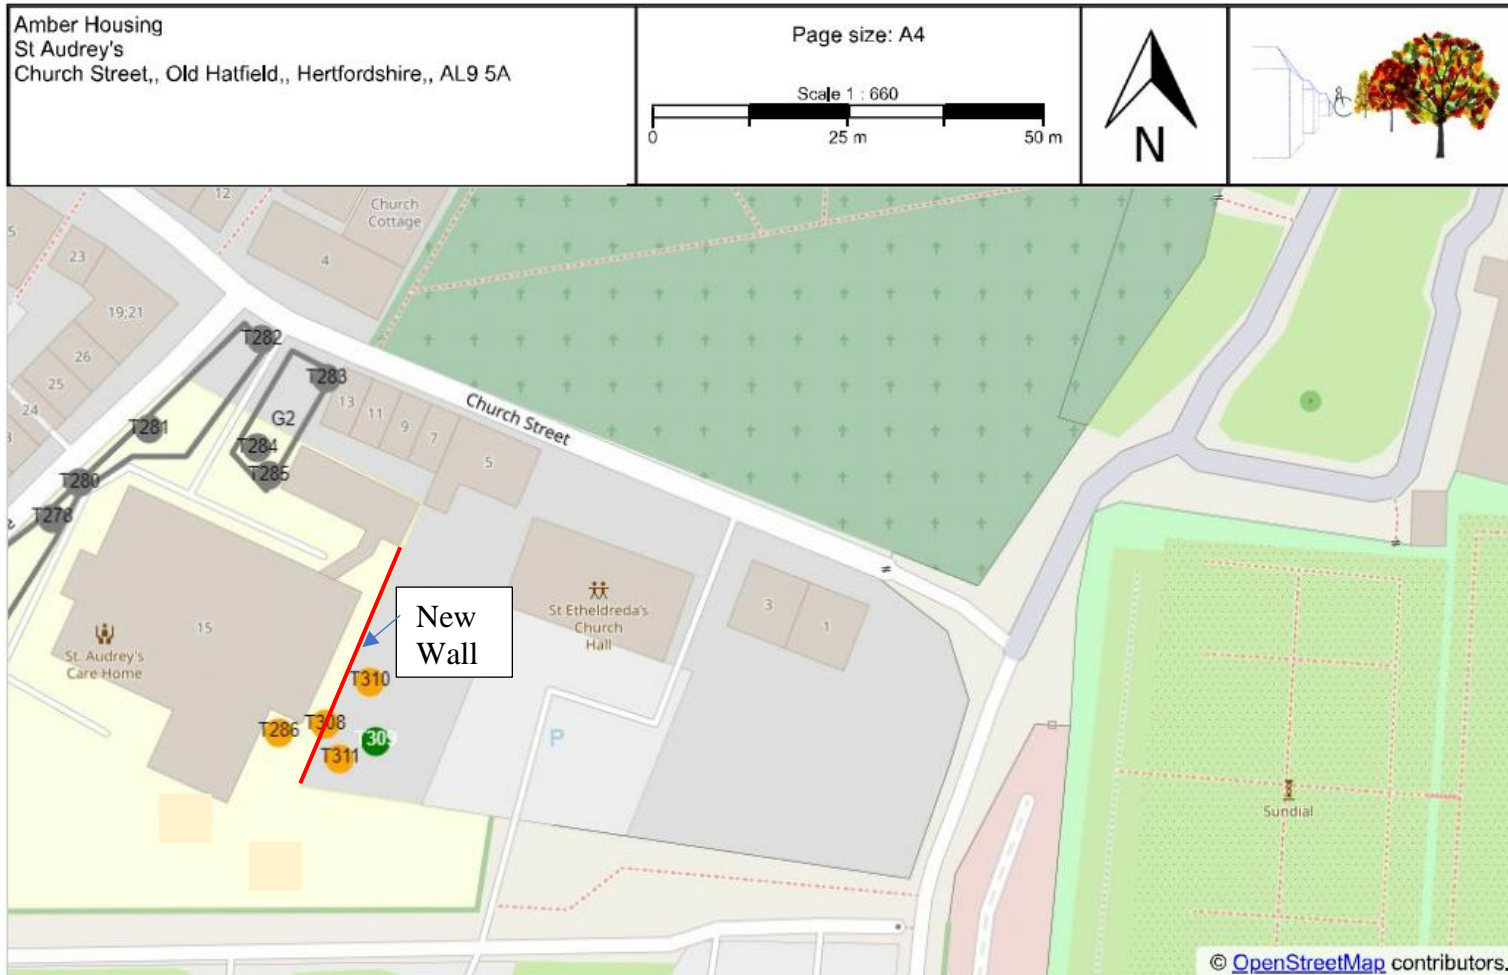 Amber Housing
St Audrey's
Church Street,, Old Hatfield,, Hertfordshire,, AL9 5A
Page size: A4
Scale 1 : 660
0
25 m
50 m
N
12
Church
Cottage
4
23
19;21
26
25
24
T282
T283
13
11
9
7
5
G2
T281
T284
T285
T280
T278
Church Street
New
Wall
St Etheldreda's
Church
Hall
3
1
15
St. Audrey's
Care Home
T310
T286
T308
T309
T311
P
Sundial
© OpenStreetMap contributors.